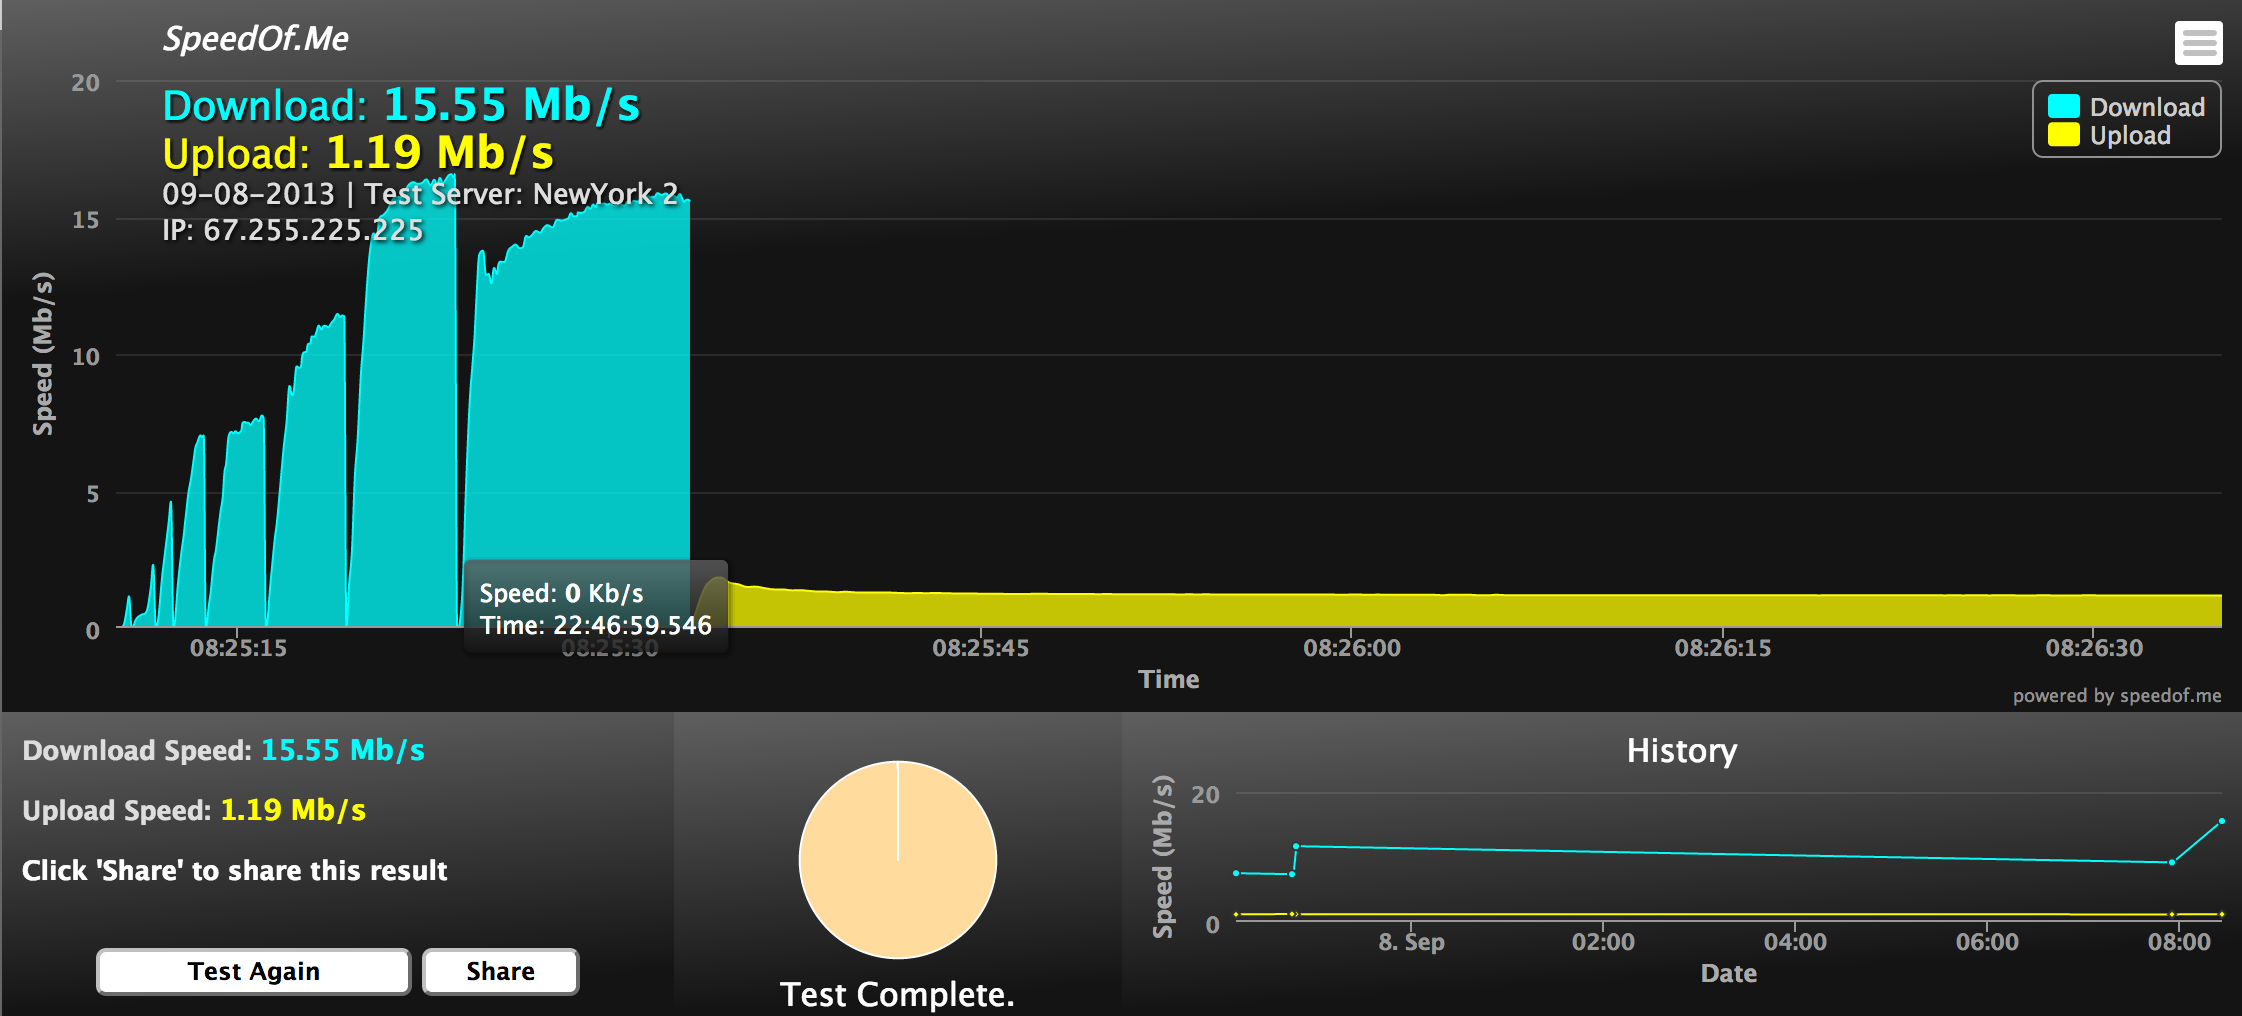 SpeedOf.Me
Download: 15.55 Mb/s
Upload: 1.19 Mb/s
09-08-2013 | Test Server: NewYork 2
IP: 67.255.225.225
Download
Upload
20
15
10
5
0
Speed (Mb/s)
Speed: 0 Kb/s
Time: 22:46:59.546
08:25:15 08:25:30 08:25:45 08:26:00 08:26:15 08:26:30
Time
powered by speedof.me
Download Speed: 15.55 Mb/s
Upload Speed: 1.19 Mb/s
Click 'Share' to share this result
Test Again
Share
Test Complete.
History
Speed (Mb/s)
20
0
8. Sep 02:00 04:00 06:00 08:00
Date